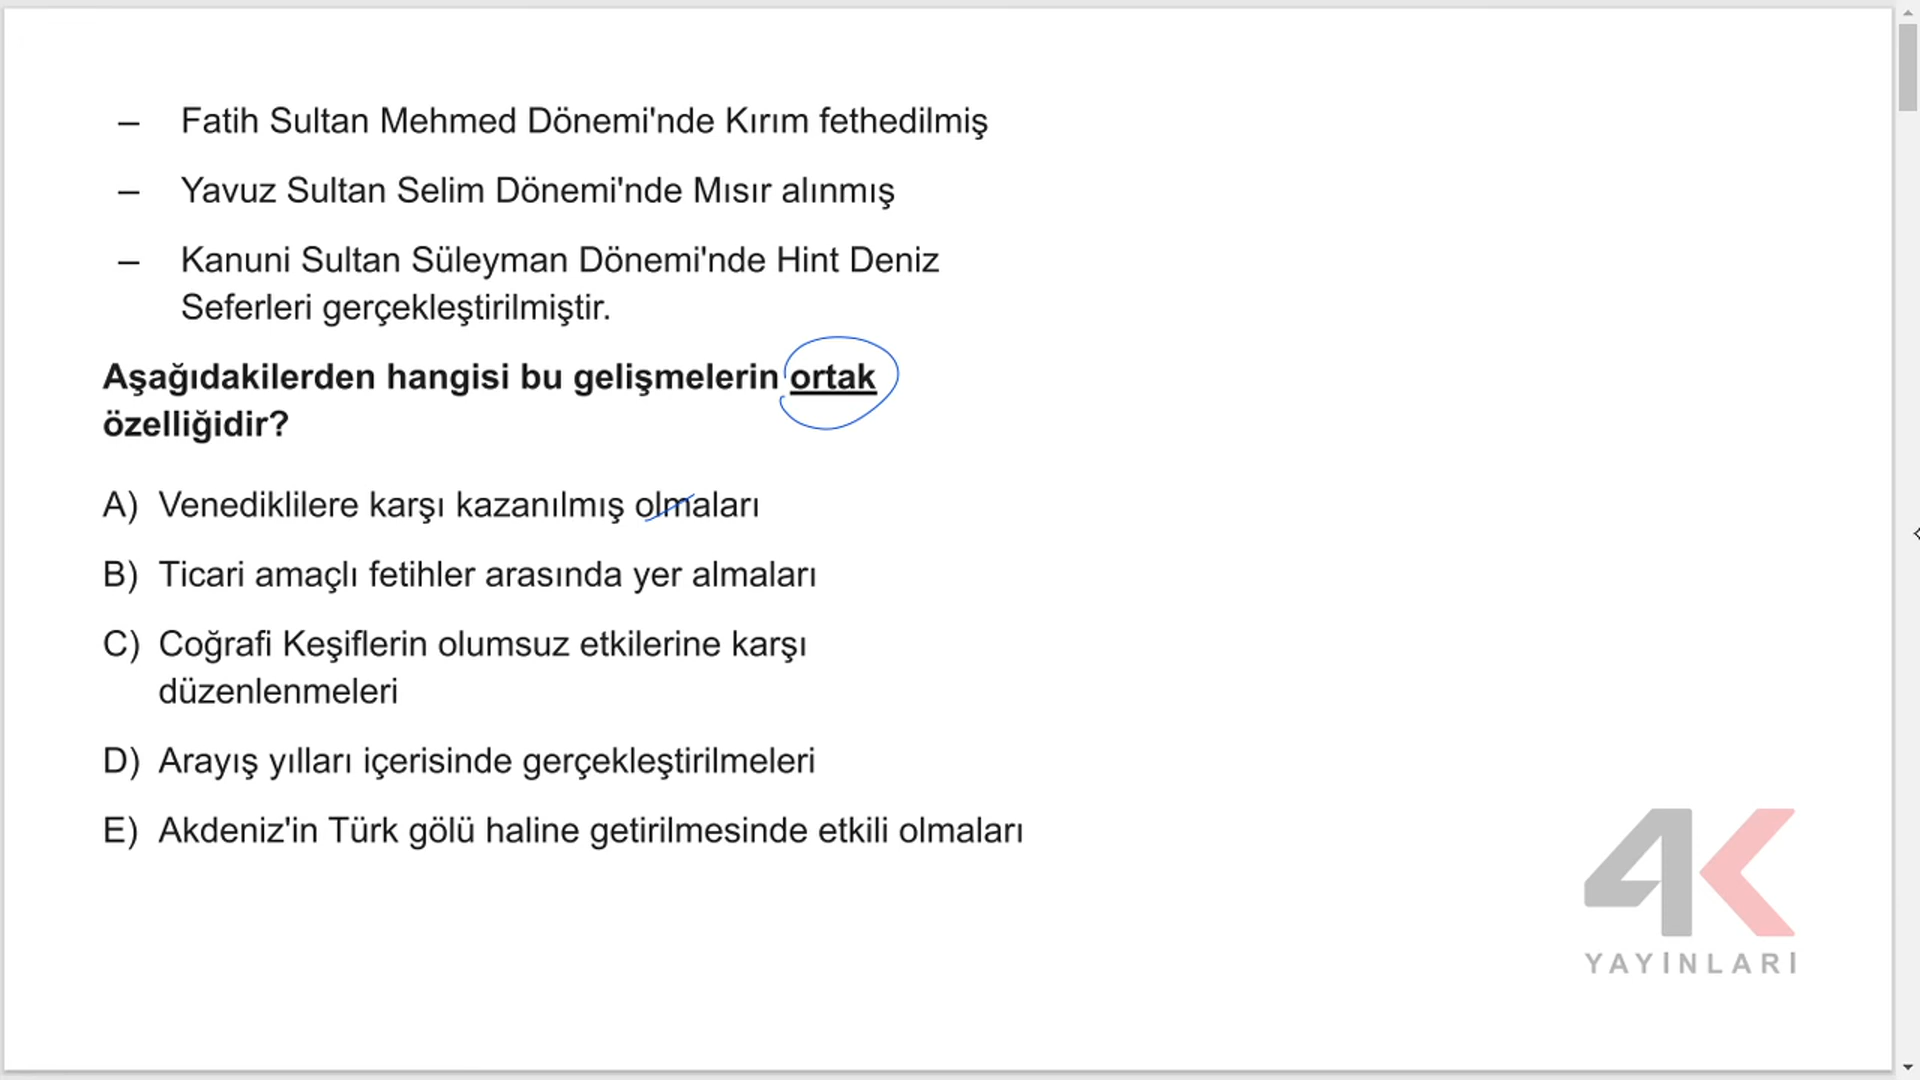 – Fatih Sultan Mehmed Dönemi'nde Kırım fethedilmiş
– Yavuz Sultan Selim Dönemi'nde Mısır alınmış
– Kanuni Sultan Süleyman Dönemi'nde Hint Deniz
Seferleri gerçekleştirilmiştir.
Aşağıdakilerden hangisi bu gelişmelerin ortak
özelliğidir?
A) Venediklilere karşı kazanılmış olmaları
B) Ticari amaçlı fetihler arasında yer almaları
C) Coğrafi Keşiflerin olumsuz etkilerine karşı
düzenlenmeleri
D) Arayış yılları içerisinde gerçekleştirilmeleri
E) Akdeniz'in Türk gölü haline getirilmesinde etkili olmaları
4K
YAYINLARI